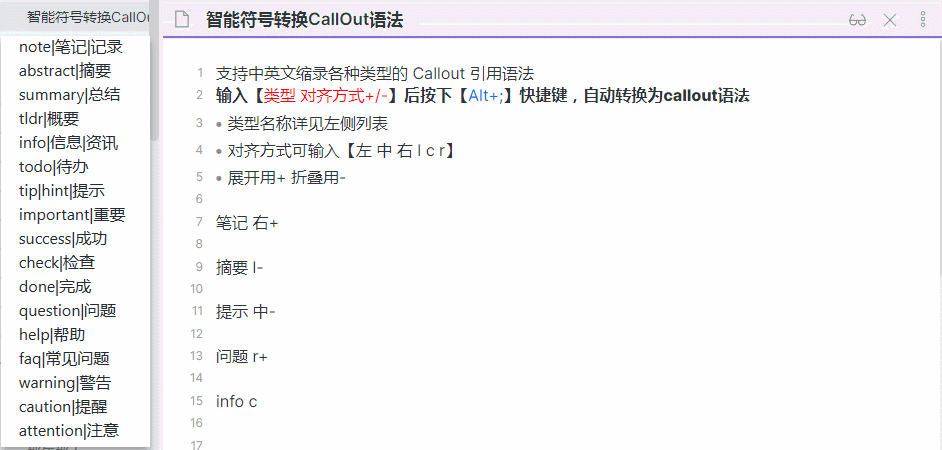 智能符号转换CallOu
note|笔记|记录
abstract|摘要
summary|总结
tldr|概要
info|信息|资讯
todo|待办
tip|hint|提示
important|重要
success|成功
check|检查
done|完成
question|问题
help|帮助
faq|常见问题
warning|警告
caution|提醒
attention|注意
智能符号转换CallOut语法
1 支持中英文缩录各种类型的 Callout 引用语法
2 输入【类型 对齐方式+/-】后按下【Alt+;】快捷键，自动转换为callout语法
3 • 类型名称详见左侧列表
4 • 对齐方式可输入【左 中 右 l c r】
5 • 展开用+ 折叠用-
6
7 笔记 右+
8
9 摘要 l-
10
11 提示 中-
12
13 问题 r+
14
15 info c
16
17